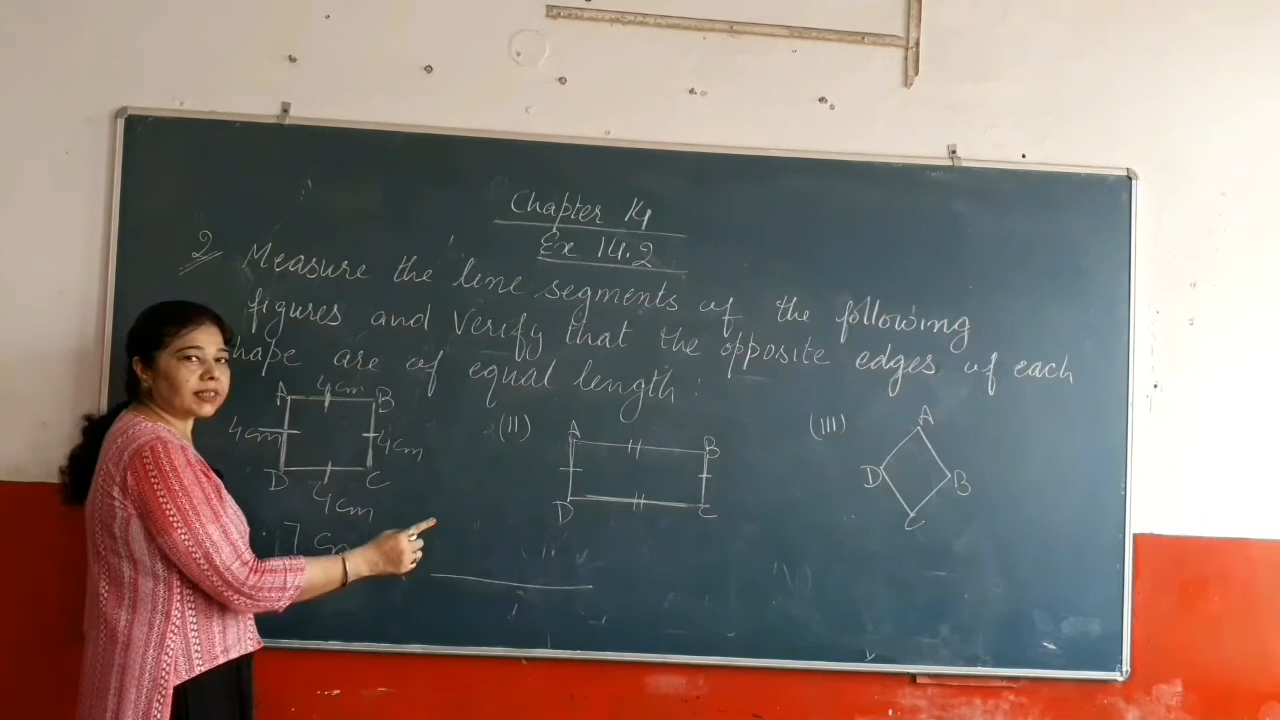 Chapter 14
Ex 14.2
2 Measure the line segments of the following
figures and Verify that the opposite edges of each
hape are of equal length :
A 4cm B
4cm 4cm
D C
4cm
(II) A B
D C
(III) A
D B
C